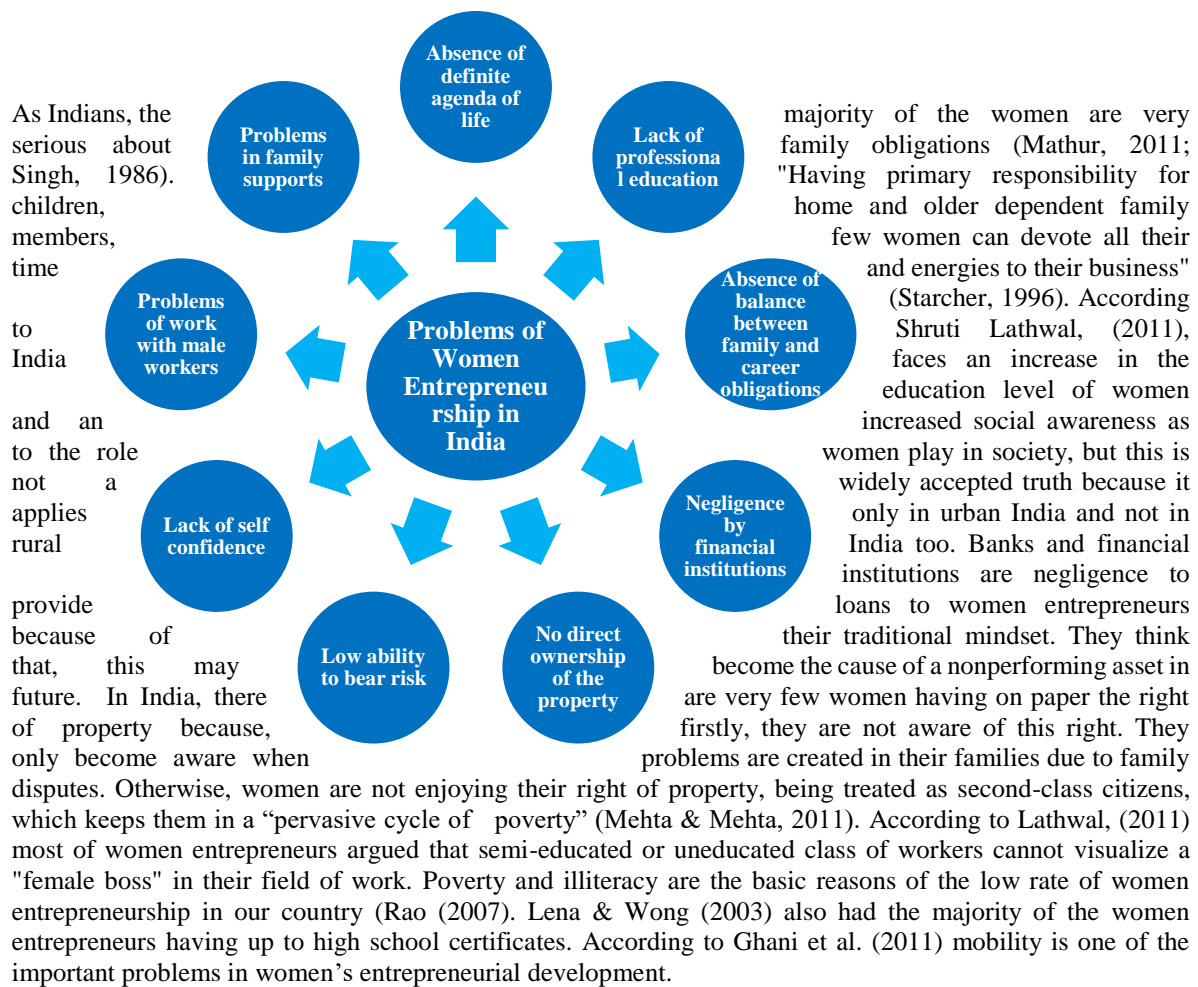 Absence of
definite
agenda of
life
Problems
in family
supports
Lack of
professiona
l education
Problems
of work
with male
workers
Absence of
balance
between
family and
career
obligations
Problems of
Women
Entrepreneu
rship in
India
Lack of self
confidence
Negligence
by
financial
institutions
Low ability
to bear risk
No direct
ownership
of the
property
As Indians, the majority of the women are very
serious about family obligations (Mathur, 2011;
Singh, 1986). "Having primary responsibility for
children, home and older dependent family
members, few women can devote all their
time and energies to their business"
(Starcher, 1996). According
to Shruti Lathwal, (2011),
India faces an increase in the
education level of women
and an increased social awareness as
to the role women play in society, but this is
not a widely accepted truth because it
applies only in urban India and not in
rural India too. Banks and financial
institutions are negligence to
provide loans to women entrepreneurs
because of their traditional mindset. They think
that, this may become the cause of a nonperforming asset in
future. In India, there are very few women having on paper the right
of property because, firstly, they are not aware of this right. They
only become aware when problems are created in their families due to family
disputes. Otherwise, women are not enjoying their right of property, being treated as second-class citizens,
which keeps them in a “pervasive cycle of poverty” (Mehta & Mehta, 2011). According to Lathwal, (2011)
most of women entrepreneurs argued that semi-educated or uneducated class of workers cannot visualize a
"female boss" in their field of work. Poverty and illiteracy are the basic reasons of the low rate of women
entrepreneurship in our country (Rao (2007). Lena & Wong (2003) also had the majority of the women
entrepreneurs having up to high school certificates. According to Ghani et al. (2011) mobility is one of the
important problems in women’s entrepreneurial development.